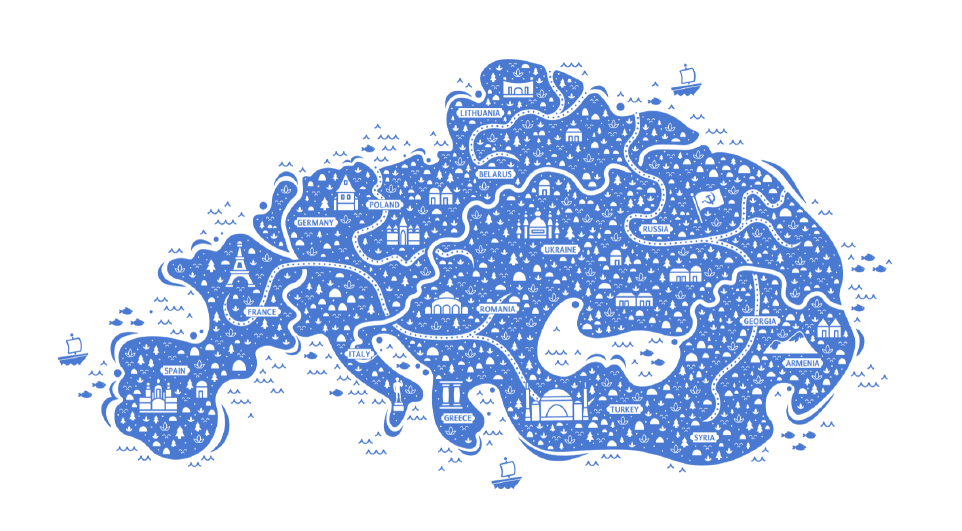 LITHUANIA
BELARUS
POLAND
GERMANY
RUSSIA
UKRAINE
FRANCE
ROMANIA
GEORGIA
ITALY
ARMENIA
SPAIN
TURKEY
GREECE
SYRIA